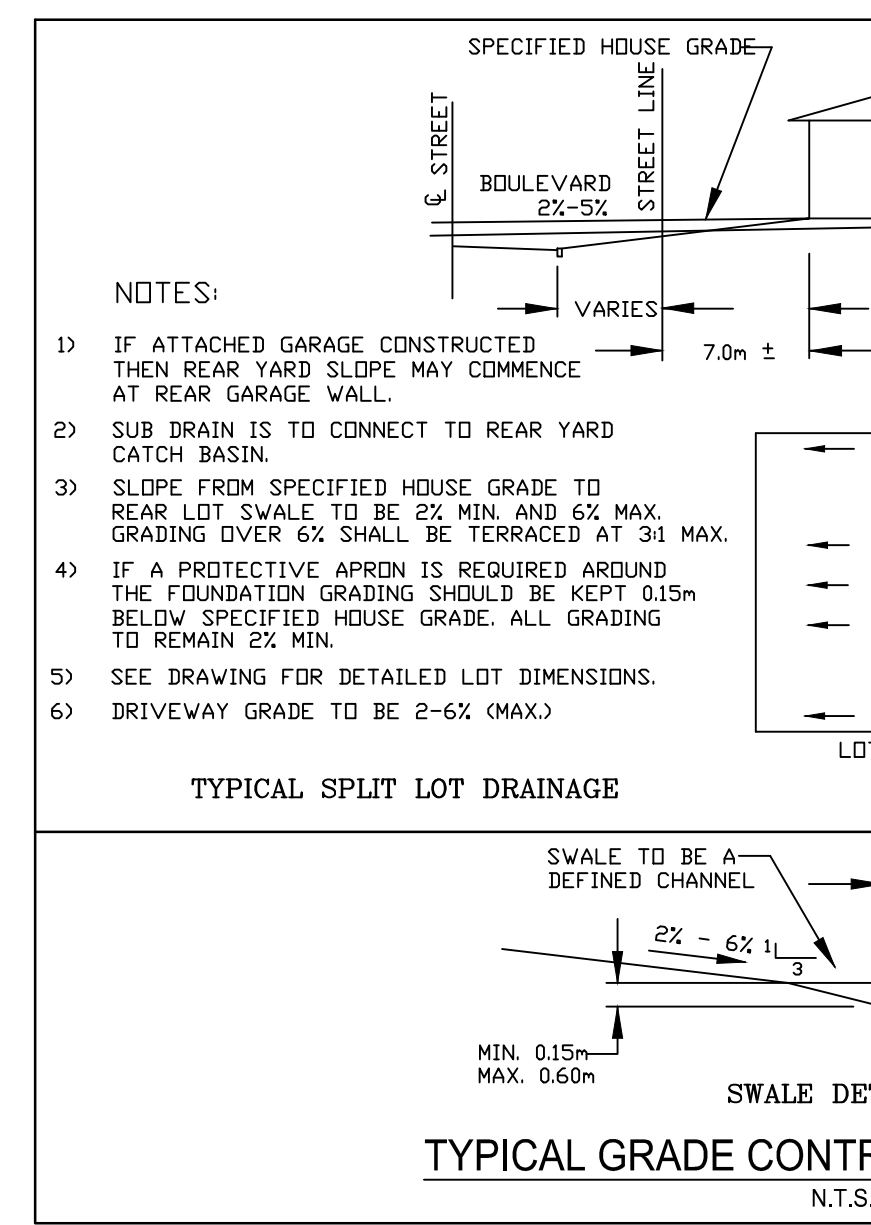 SPECIFIED HOUSE GRADE
℄ STREET
STREET LINE
BOULEVARD
2%-5%
VARIES
7.0m ±
NOTES:
1) IF ATTACHED GARAGE CONSTRUCTED
THEN REAR YARD SLOPE MAY COMMENCE
AT REAR GARAGE WALL.
2) SUB DRAIN IS TO CONNECT TO REAR YARD
CATCH BASIN.
3) SLOPE FROM SPECIFIED HOUSE GRADE TO
REAR LOT SWALE TO BE 2% MIN. AND 6% MAX.
GRADING OVER 6% SHALL BE TERRACED AT 3:1 MAX.
4) IF A PROTECTIVE APRON IS REQUIRED AROUND
THE FOUNDATION GRADING SHOULD BE KEPT 0.15m
BELOW SPECIFIED HOUSE GRADE. ALL GRADING
TO REMAIN 2% MIN.
5) SEE DRAWING FOR DETAILED LOT DIMENSIONS.
6) DRIVEWAY GRADE TO BE 2-6% (MAX.)
TYPICAL SPLIT LOT DRAINAGE
SWALE TO BE A
DEFINED CHANNEL
2% - 6%
1
3
MIN. 0.15m
MAX. 0.60m
SWALE
TYPICAL GRADE
N.T.S.